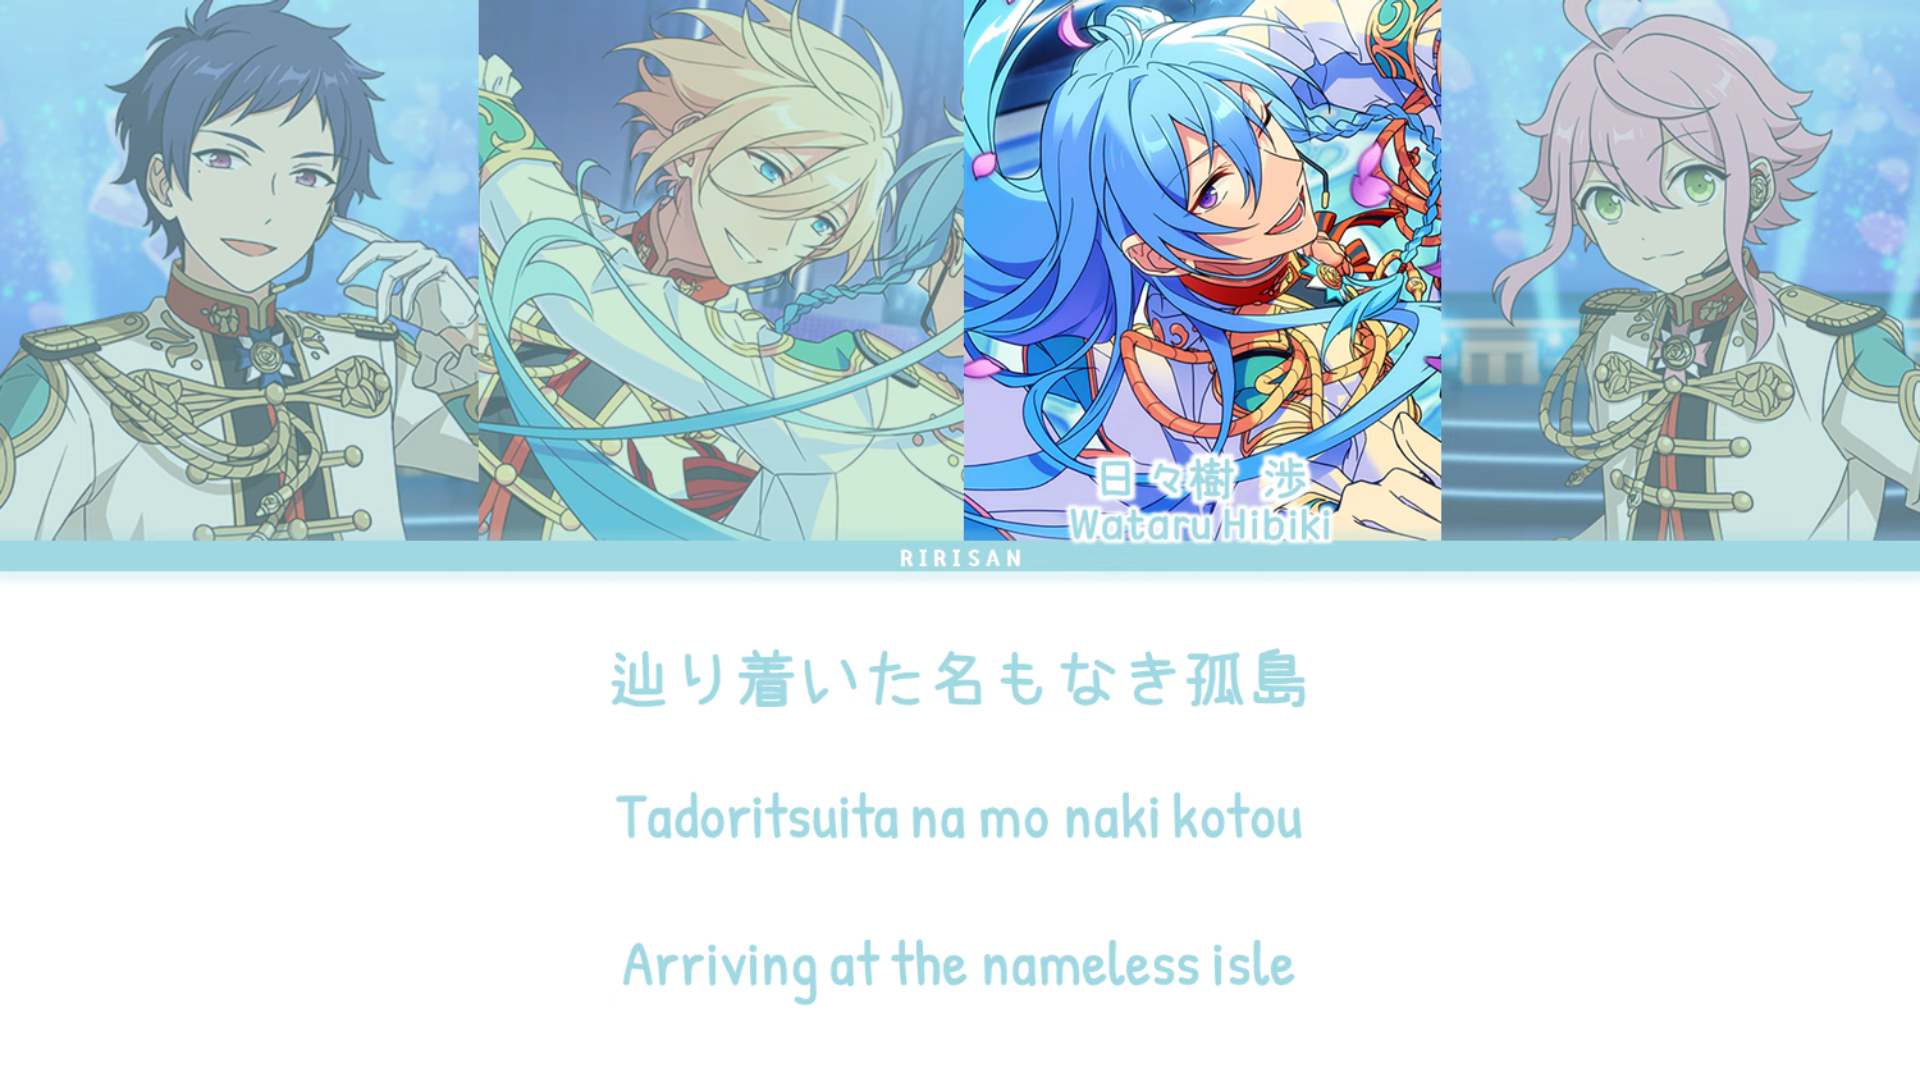 日々樹 渉
Wataru Hibiki
RIRISAN
辿り着いた名もなき孤島
Tadoritsuita na mo naki kotou
Arriving at the nameless isle